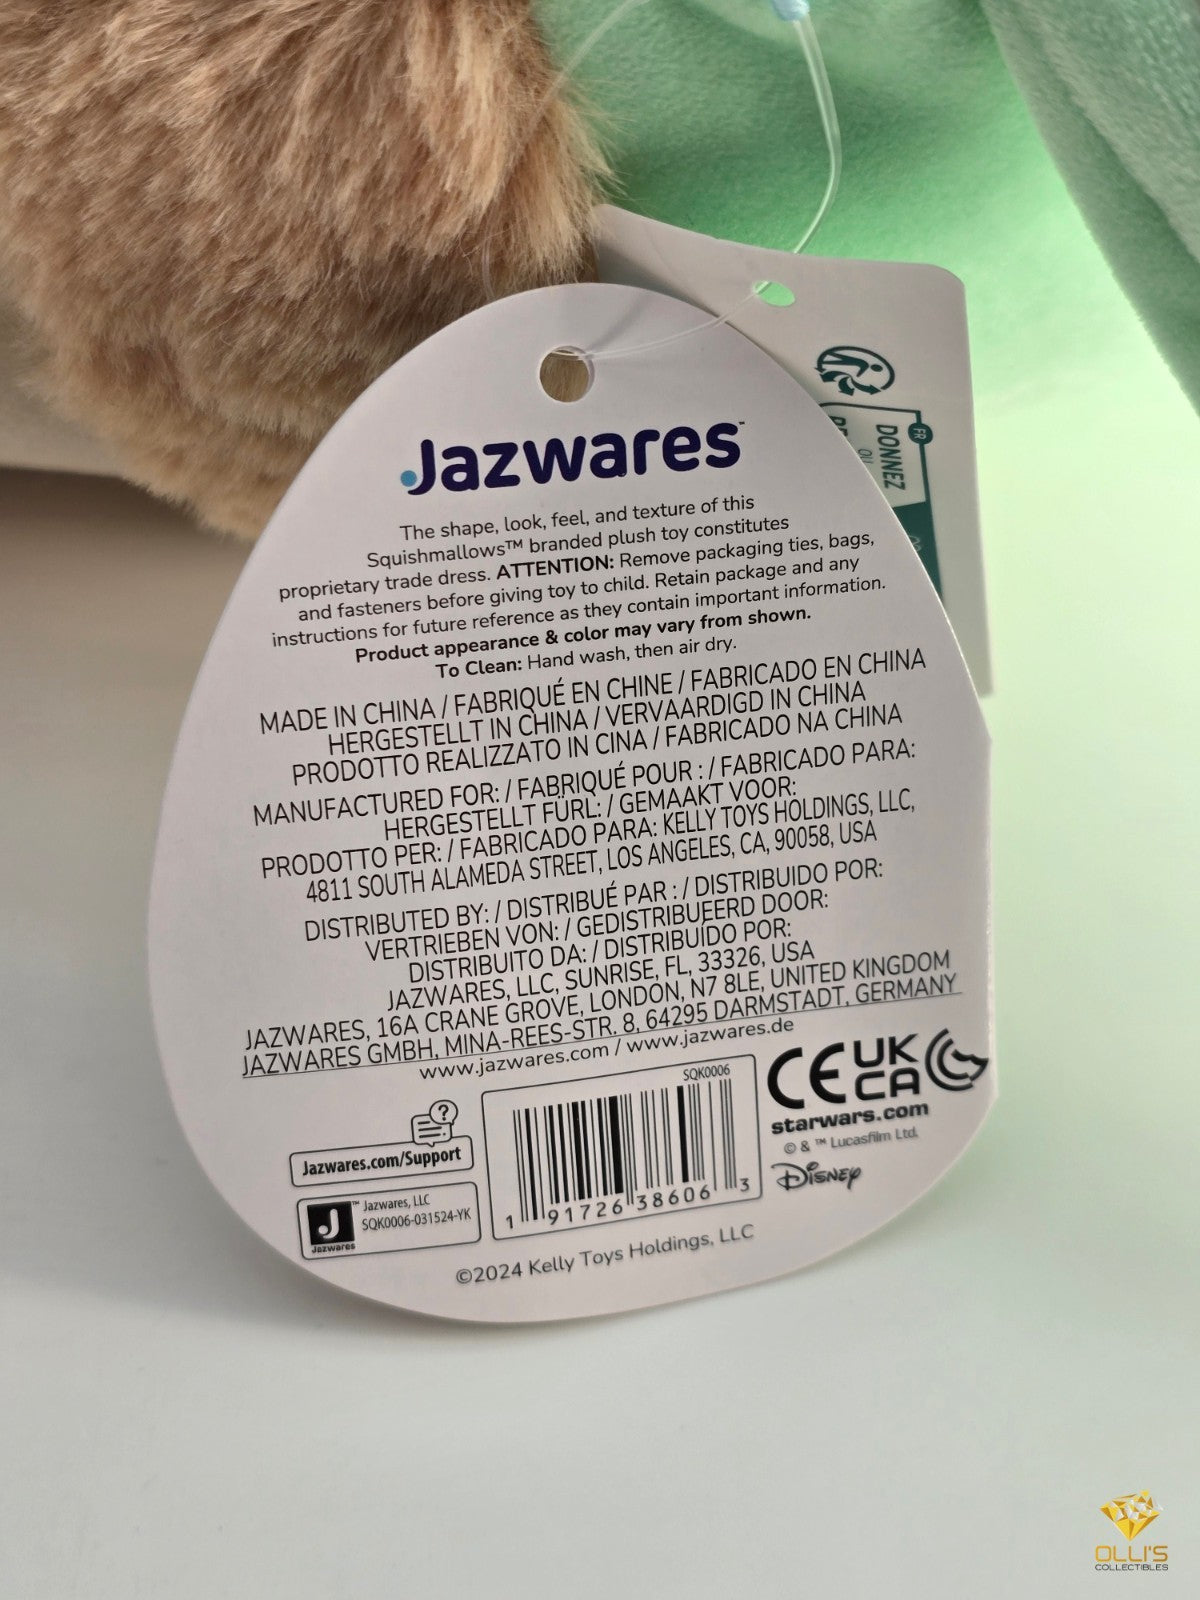 Jazwares™
The shape, look, feel, and texture of this
Squishmallows™ branded plush toy constitutes
proprietary trade dress. ATTENTION: Remove packaging ties, bags,
and fasteners before giving toy to child. Retain package and any
instructions for future reference as they contain important information.
Product appearance & color may vary from shown.
To Clean: Hand wash, then air dry.
MADE IN CHINA / FABRIQUÉ EN CHINE / FABRICADO EN CHINA
HERGESTELLT IN CHINA / VERVAARDIGD IN CHINA
PRODOTTO REALIZZATO IN CINA / FABRICADO NA CHINA
MANUFACTURED FOR: / FABRIQUÉ POUR : / FABRICADO PARA:
HERGESTELLT FÜRL: / GEMAAKT VOOR:
PRODOTTO PER: / FABRICADO PARA: KELLY TOYS HOLDINGS, LLC,
4811 SOUTH ALAMEDA STREET, LOS ANGELES, CA, 90058, USA
DISTRIBUTED BY: / DISTRIBUÉ PAR : / DISTRIBUIDO POR:
VERTRIEBEN VON: / GEDISTRIBUEERD DOOR:
DISTRIBUITO DA: / DISTRIBUÍDO POR:
JAZWARES, LLC, SUNRISE, FL, 33326, USA
JAZWARES, 16A CRANE GROVE, LONDON, N7 8LE, UNITED KINGDOM
JAZWARES GMBH, MINA-REES-STR. 8, 64295 DARMSTADT, GERMANY
www.jazwares.com / www.jazwares.de
Jazwares.com/Support
J™
Jazwares
Jazwares, LLC
SQK0006-031524-YK
SQK0006
1 91726 38606 3
CE UK
CA
starwars.com
© & ™ Lucasfilm Ltd.
Disney
©2024 Kelly Toys Holdings, LLC
FR
DONNEZ
OU
OLLI'S
COLLECTIBLES